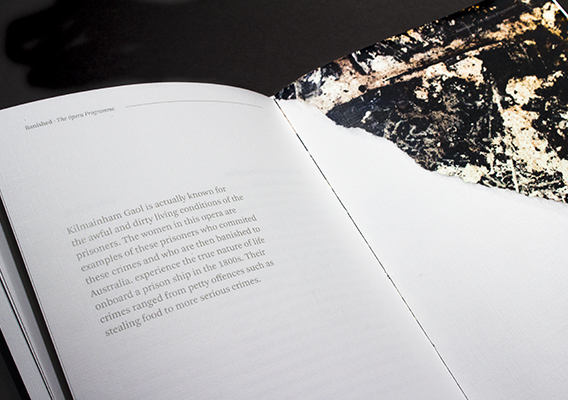 Banished - The Opera Programme
Kilmainham Gaol is actually known for
the awful and dirty living conditions of the
prisoners. The women in this opera are
examples of these prisoners who commited
these crimes and who are then banished to
Australia, experience the true nature of life
onboard a prison ship in the 1800s. Their
crimes ranged from petty offences such as
stealing food to more serious crimes.